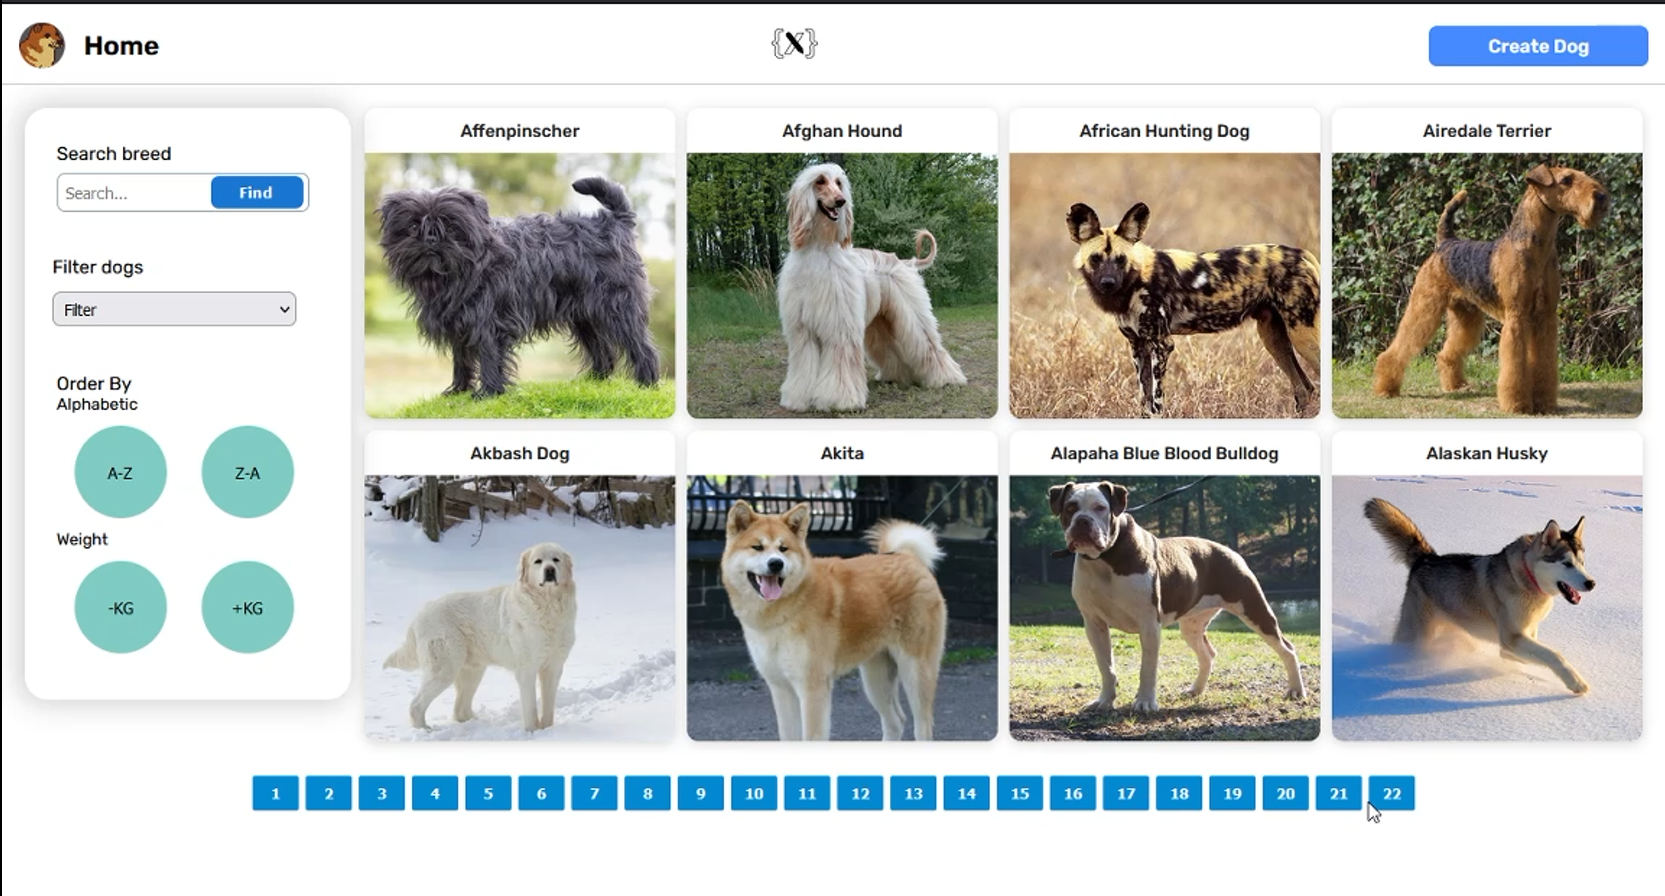 Home
{X}
Create Dog
Search breed
Search...
Find
Filter dogs
Filter
Order By
Alphabetic
A-Z
Z-A
Weight
-KG
+KG
Affenpinscher
Afghan Hound
African Hunting Dog
Airedale Terrier
Akbash Dog
Akita
Alapaha Blue Blood Bulldog
Alaskan Husky
1 2 3 4 5 6 7 8 9 10 11 12 13 14 15 16 17 18 19 20 21 22